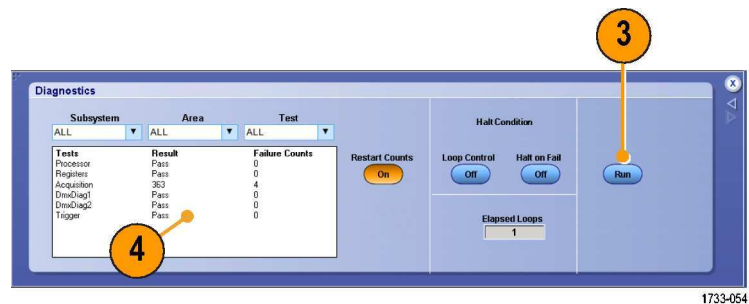 3
Diagnostics
X
Subsystem Area Test
ALL ALL ALL
Halt Condition
Tests Result Failure Counts
Processor Pass 0
Registers Pass 0
Acquisition 363 4
DmxDiag1 Pass 0
DmxDiag2 Pass 0
Trigger Pass 0
Restart Counts
On
Loop Control Halt on Fail
Off Off
Run
Elapsed Loops
1
4
1733-054